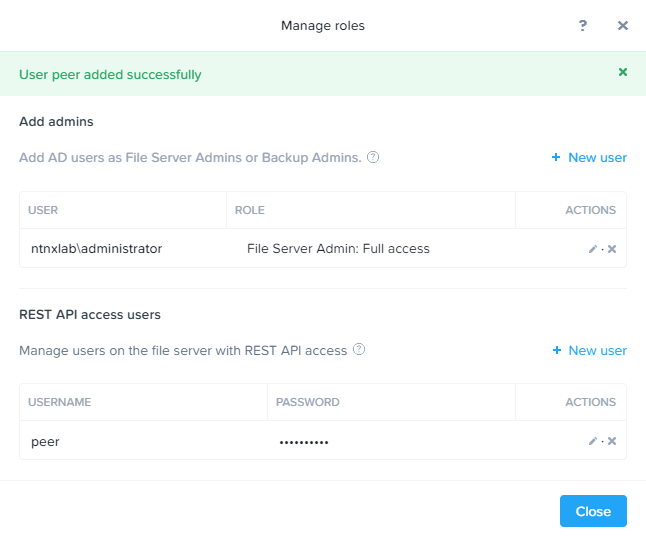 Manage roles
User peer added successfully
Add admins
Add AD users as File Server Admins or Backup Admins. ?
+ New user
USER ROLE ACTIONS
ntnxlab\administrator File Server Admin: Full access
REST API access users
Manage users on the file server with REST API access ?
+ New user
USERNAME PASSWORD ACTIONS
peer ••••••••••
Close